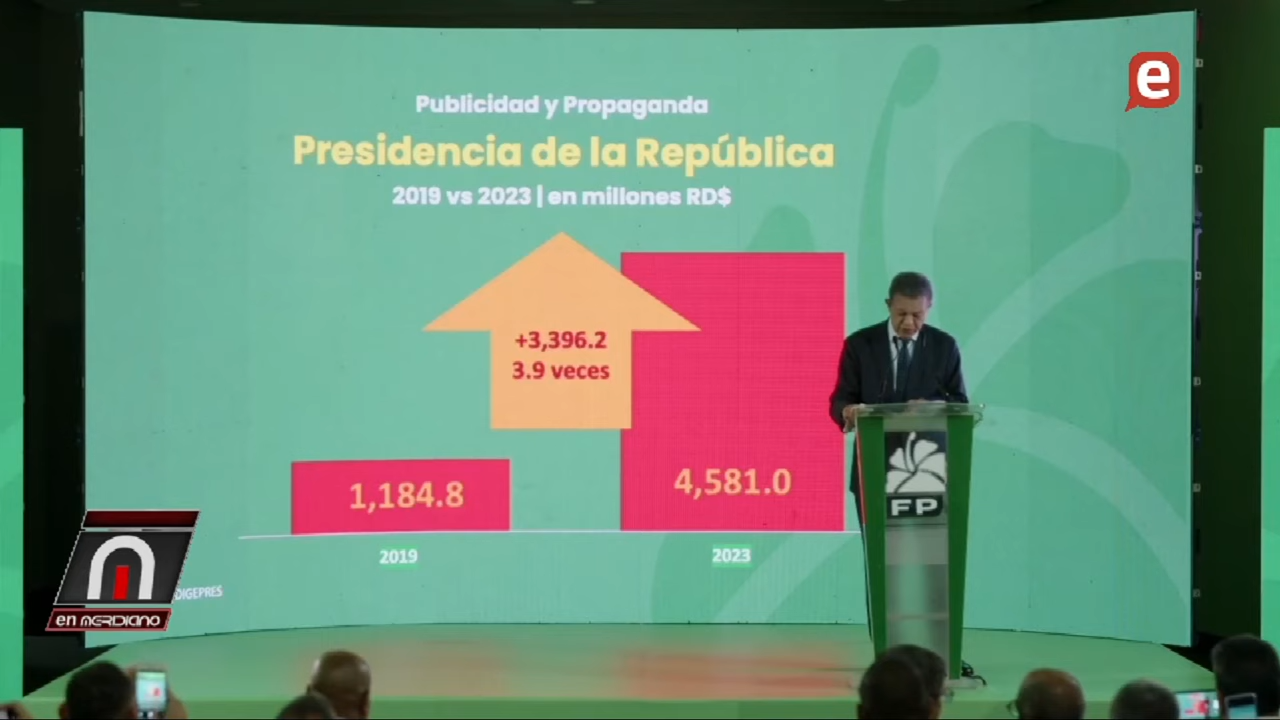 Publicidad y Propaganda
Presidencia de la República
2019 vs 2023 | en millones RD$
+3,396.2
3.9 veces
1,184.8
4,581.0
2019
2023
DIGEPRES
FP
e
en MERDIANO